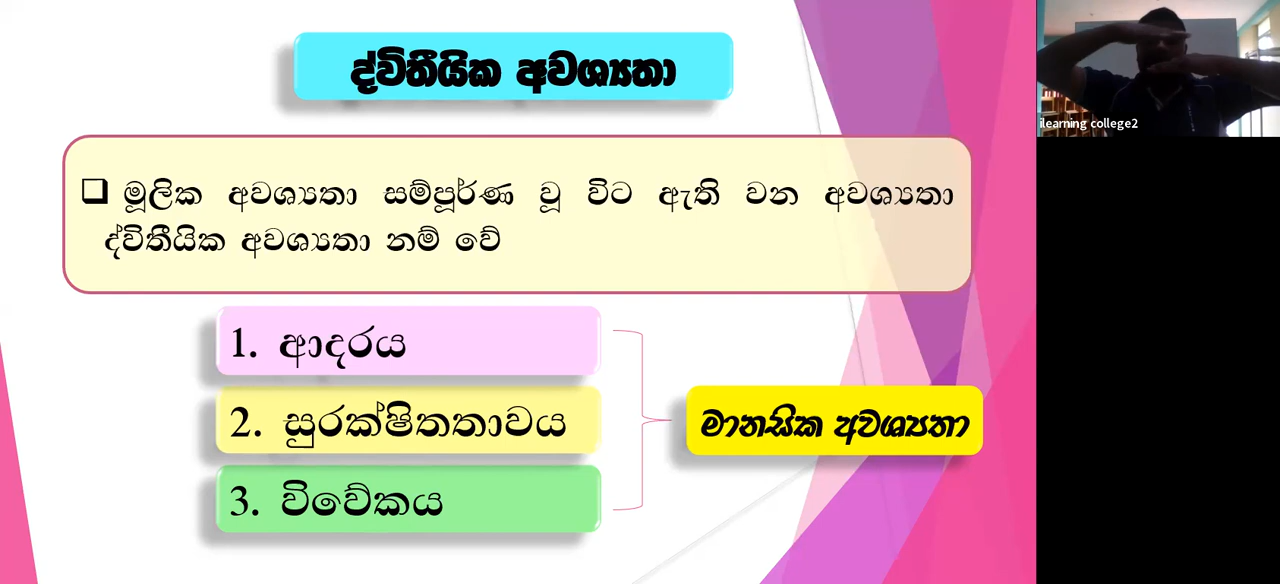 ද්විතීයික අවශ්‍යතා
❑ මූලික අවශ්‍යතා සම්පූර්ණ වූ විට ඇති වන අවශ්‍යතා
ද්විතීයික අවශ්‍යතා නම් වේ
1. ආදරය
2. සුරක්ෂිතතාවය
3. විවේකය
මානසික අවශ්‍යතා
ilearning college2